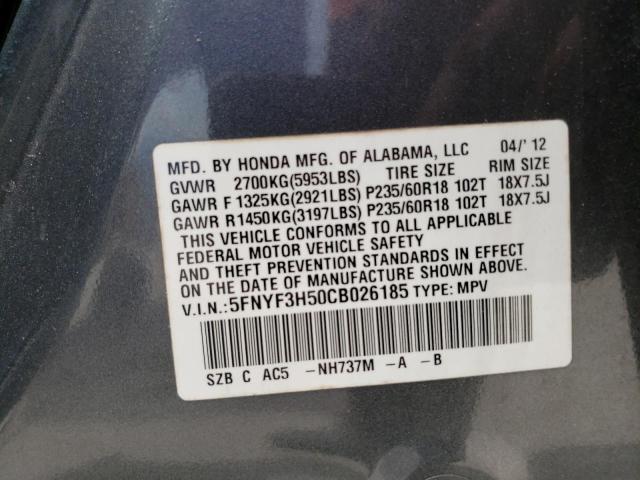 MFD. BY HONDA MFG. OF ALABAMA, LLC 04/' 12
GVWR 2700KG(5953LBS) TIRE SIZE RIM SIZE
GAWR F 1325KG(2921LBS) P235/60R18 102T 18X7.5J
GAWR R1450KG(3197LBS) P235/60R18 102T 18X7.5J
THIS VEHICLE CONFORMS TO ALL APPLICABLE
FEDERAL MOTOR VEHICLE SAFETY
AND THEFT PREVENTION STANDARDS IN EFFECT
ON THE DATE OF MANUFACTURE SHOWN ABOVE.
V.I.N.:5FNYF3H50CB026185 TYPE: MPV
SZB C AC5 -NH737M -A -B